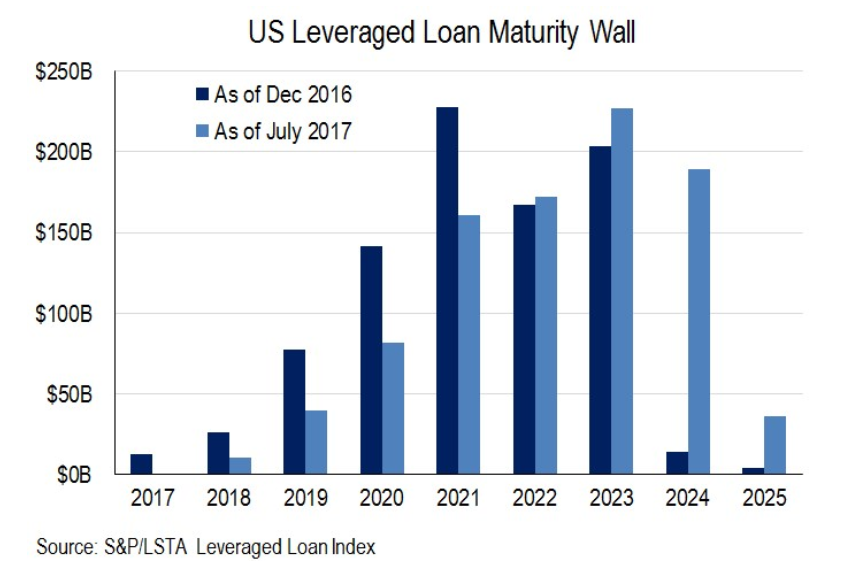 US Leveraged Loan Maturity Wall
$250B
As of Dec 2016
As of July 2017
$200B
$150B
$100B
$50B
$0B
2017 2018 2019 2020 2021 2022 2023 2024 2025
Source: S&P/LSTA Leveraged Loan Index